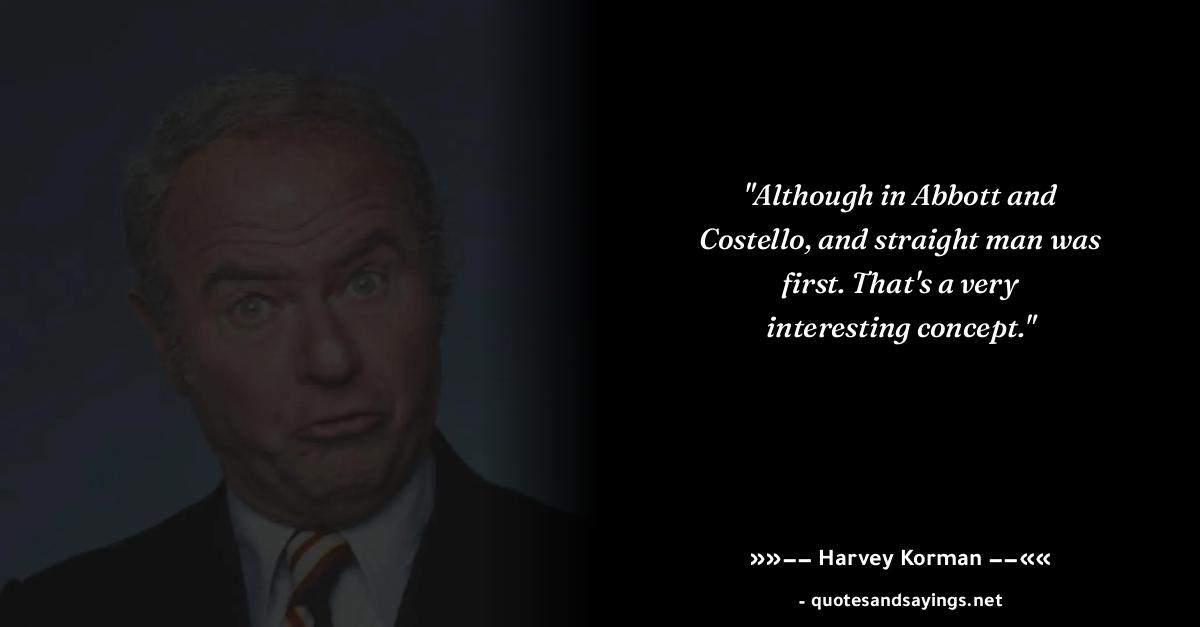 "Although in Abbott and
Costello, and straight man was
first. That's a very
interesting concept."
»»−− Harvey Korman −−««
- quotesandsayings.net